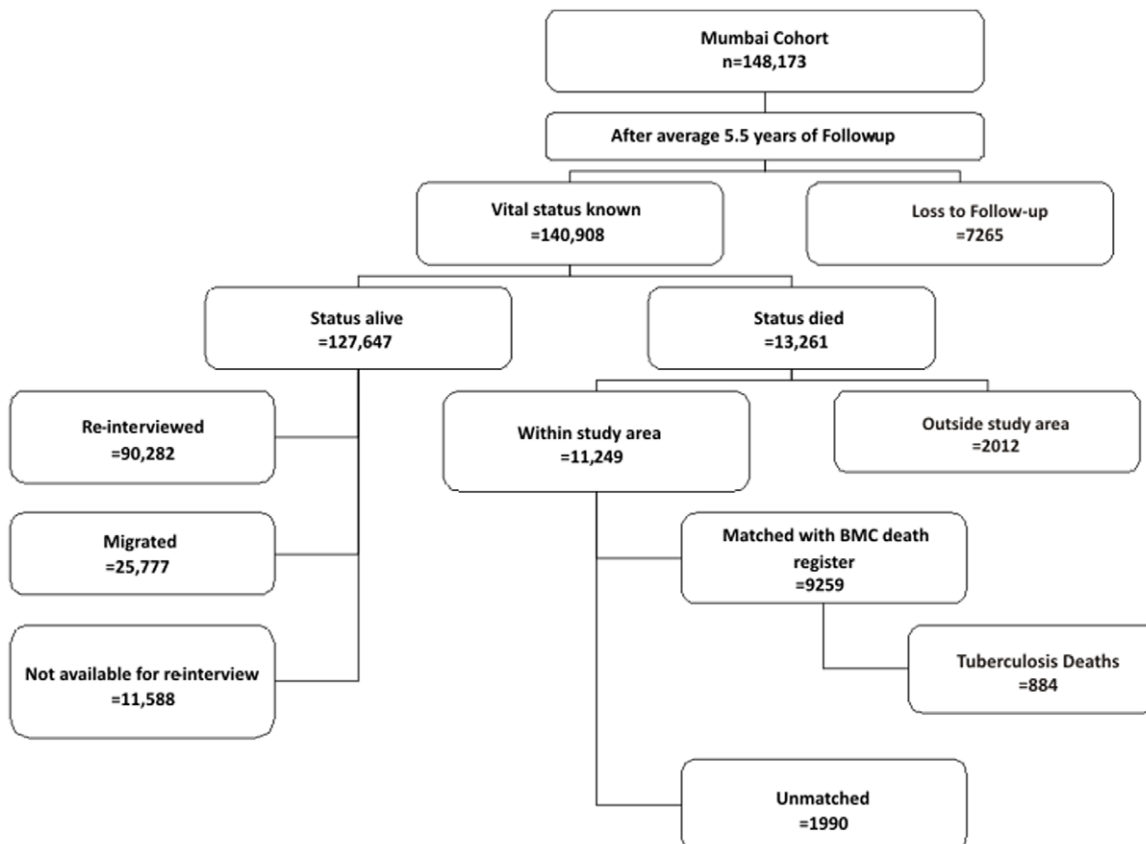 Mumbai Cohort
n=148,173
After average 5.5 years of Followup
Vital status known
=140,908
Loss to Follow-up
=7265
Status alive
=127,647
Status died
=13,261
Re-interviewed
=90,282
Within study area
=11,249
Outside study area
=2012
Migrated
=25,777
Matched with BMC death
register
=9259
Not available for re-interview
=11,588
Tuberculosis Deaths
=884
Unmatched
=1990